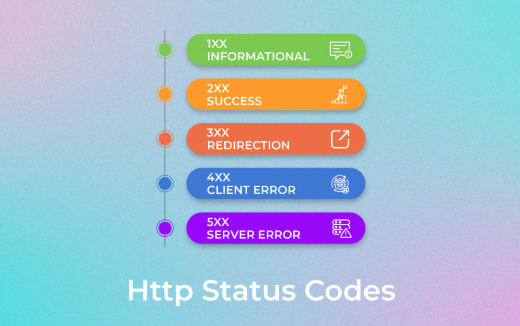 1XX
INFORMATIONAL
2XX
SUCCESS
3XX
REDIRECTION
4XX
CLIENT ERROR
5XX
SERVER ERROR
Http Status Codes